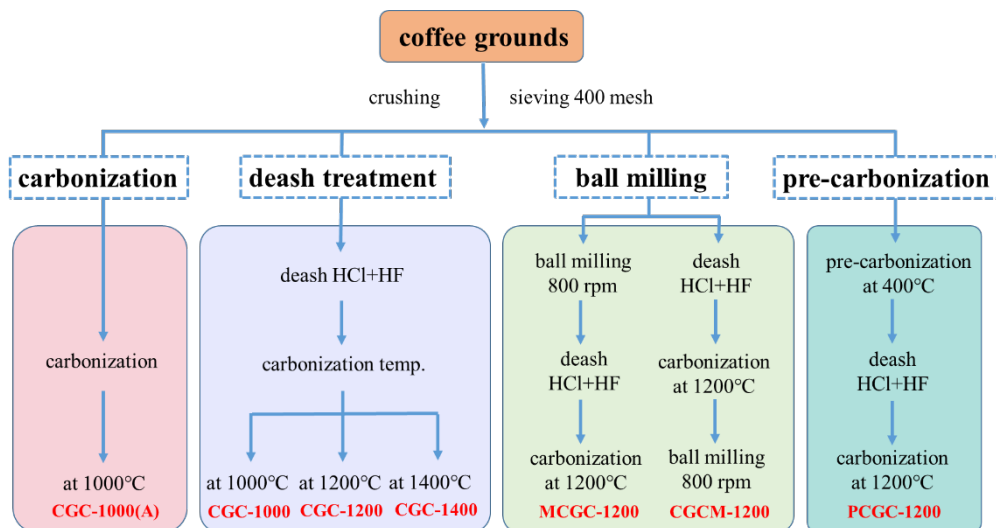 coffee grounds
crushing
sieving 400 mesh
carbonization
deash treatment
ball milling
pre-carbonization
carbonization
at 1000℃
CGC-1000(A)
deash HCl+HF
carbonization temp.
at 1000℃
CGC-1000
at 1200℃
CGC-1200
at 1400℃
CGC-1400
ball milling
800 rpm
deash
HCl+HF
carbonization
at 1200℃
MCGC-1200
deash
HCl+HF
carbonization
at 1200℃
ball milling
800 rpm
CGCM-1200
pre-carbonization
at 400℃
deash
HCl+HF
carbonization
at 1200℃
PCGC-1200